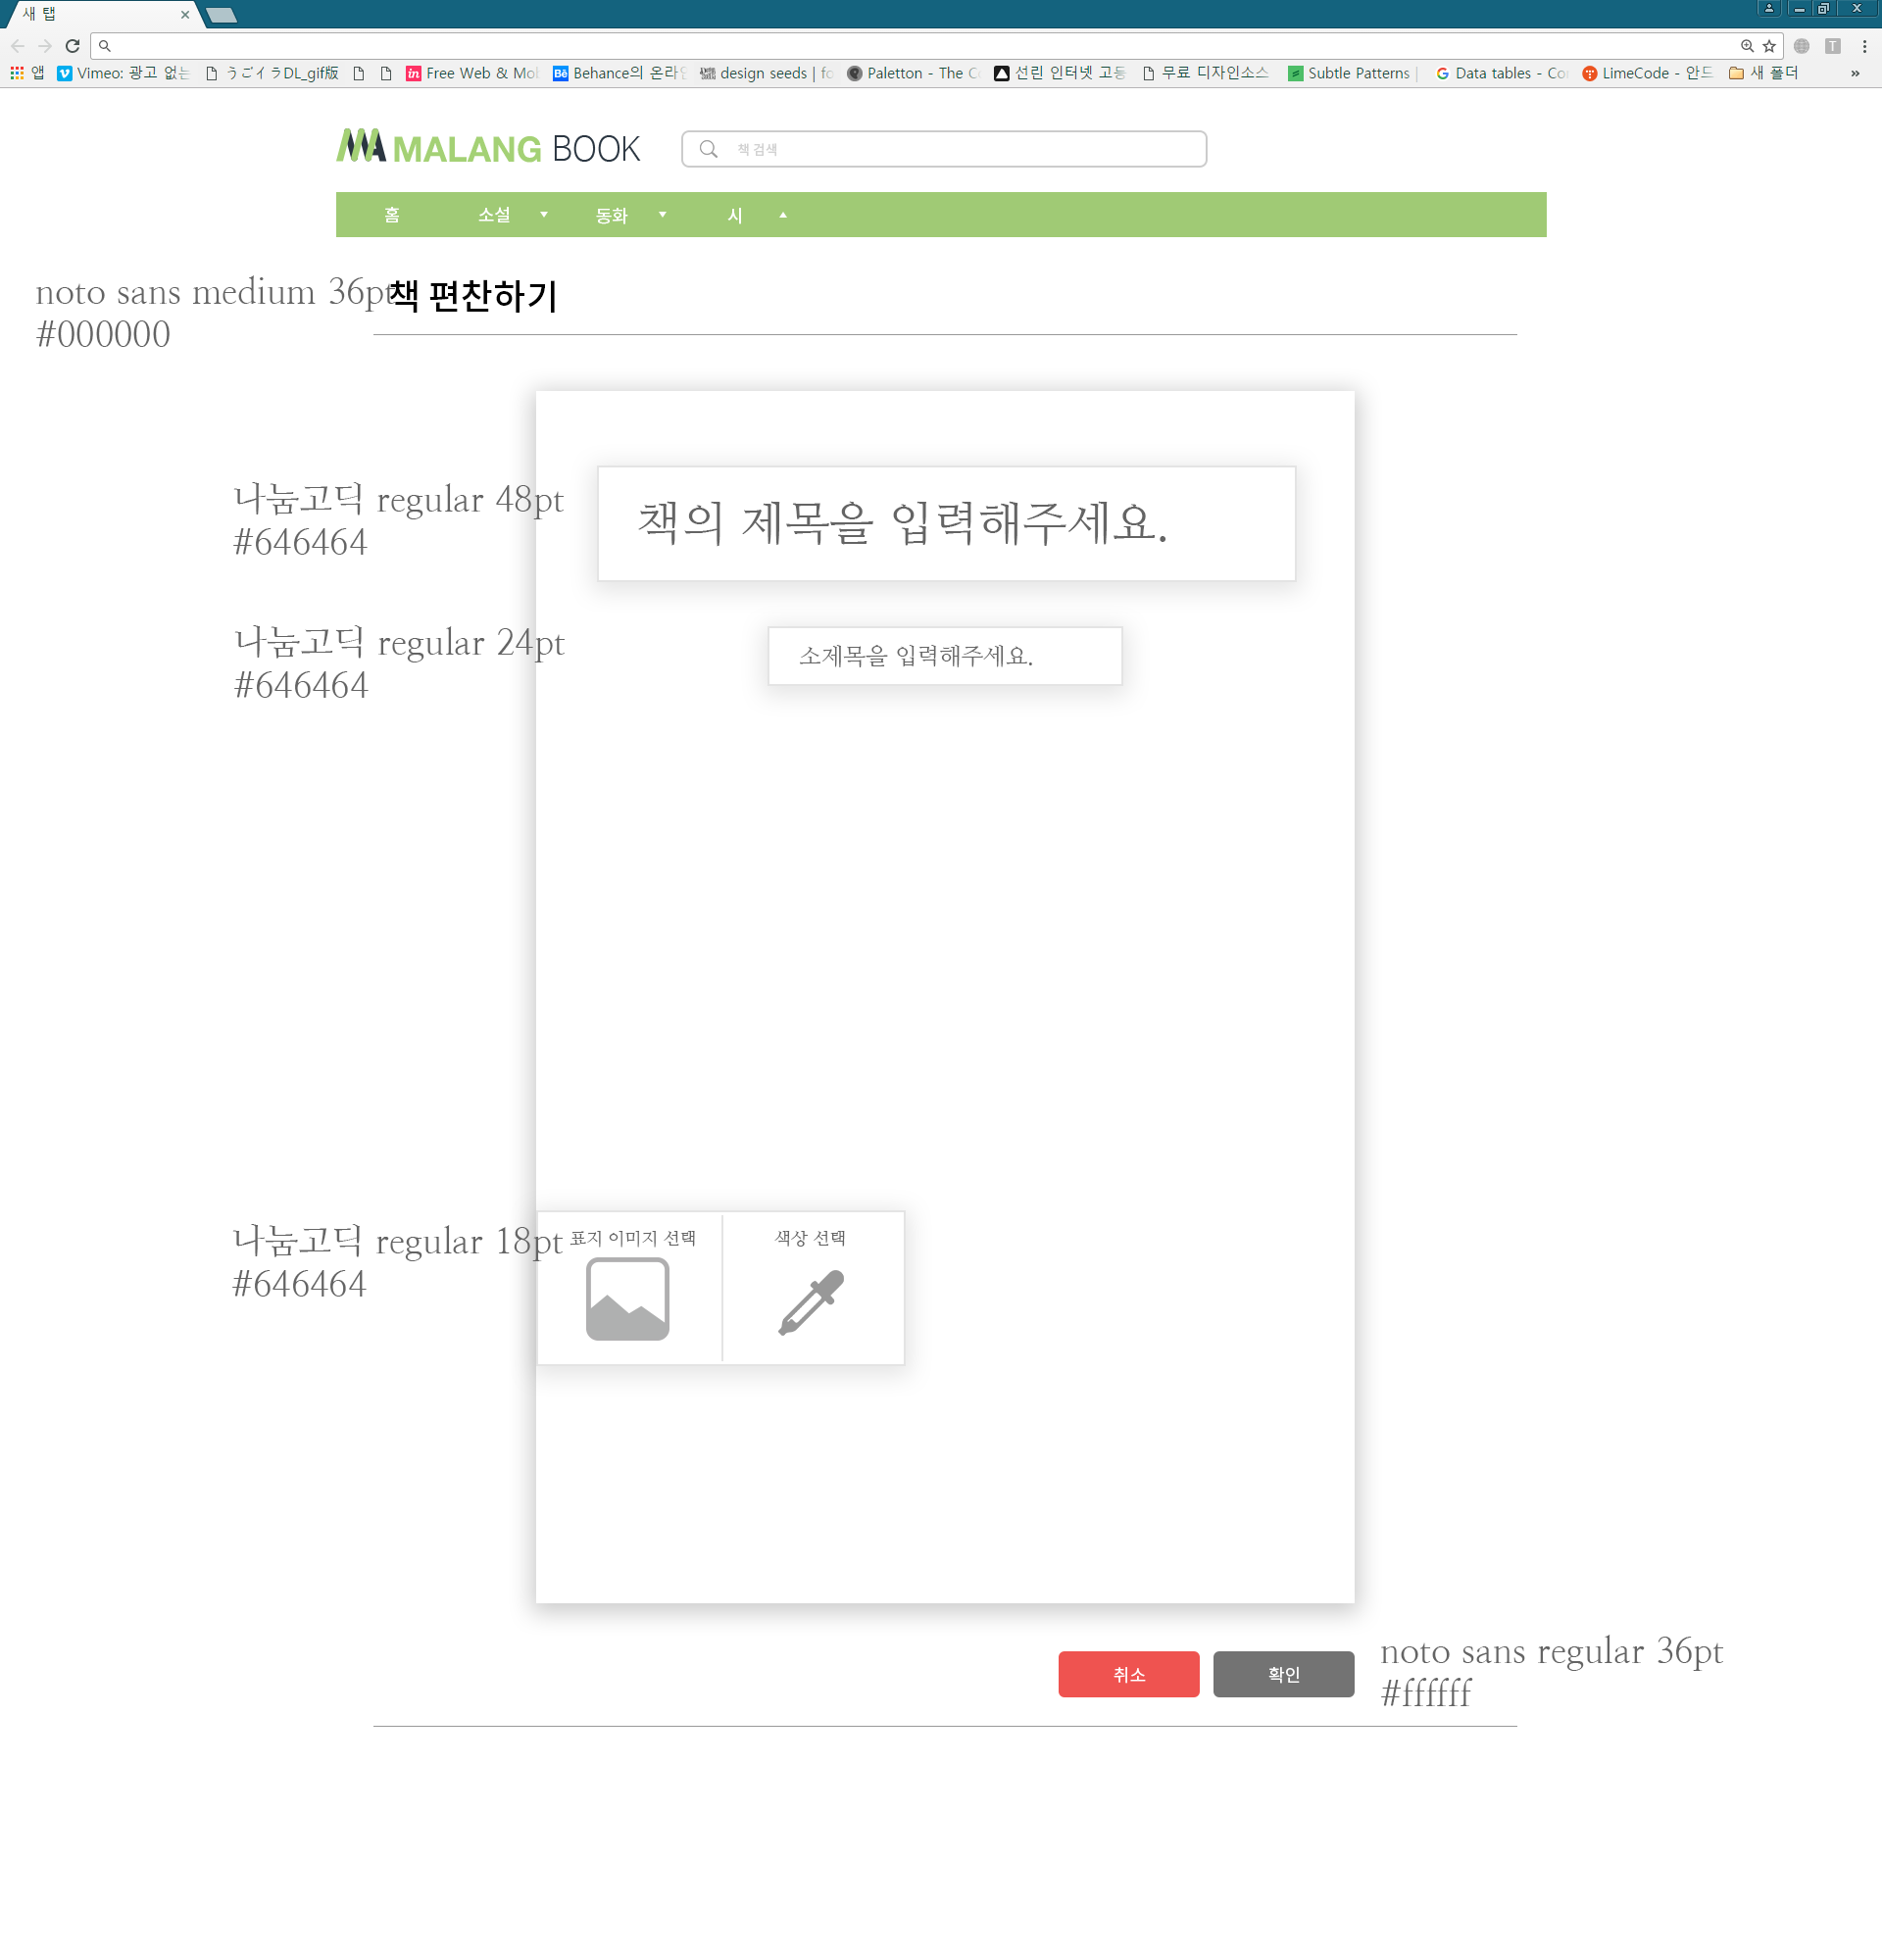 새 탭
앱 Vimeo: 광고 없는 うごイラDL_gif版 Free Web & Mo Behance의 온라인 design seeds | fo Paletton - The C 선린 인터넷 고등 무료 디자인소스 Subtle Patterns | Data tables - Co LimeCode - 안드 새 폴더 »
MALANG BOOK
책 검색
홈 소설 동화 시
noto sans medium 36pt
#000000
책 편찬하기
나눔고딕 regular 48pt
#646464
책의 제목을 입력해주세요.
나눔고딕 regular 24pt
#646464
소제목을 입력해주세요.
나눔고딕 regular 18pt
#646464
표지 이미지 선택 색상 선택
취소 확인
noto sans regular 36pt
#ffffff